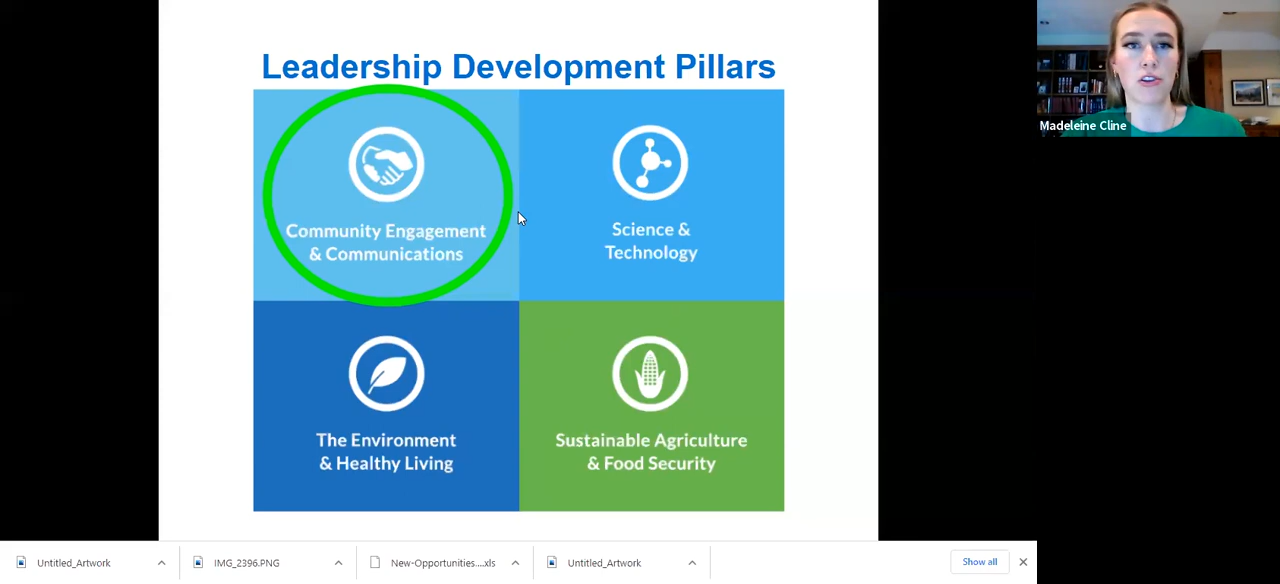 Leadership Development Pillars
Community Engagement
& Communications
Science &
Technology
The Environment
& Healthy Living
Sustainable Agriculture
& Food Security
Madeleine Cline
Untitled_Artwork
IMG_2396.PNG
New-Opportunities....xls
Untitled_Artwork
Show all